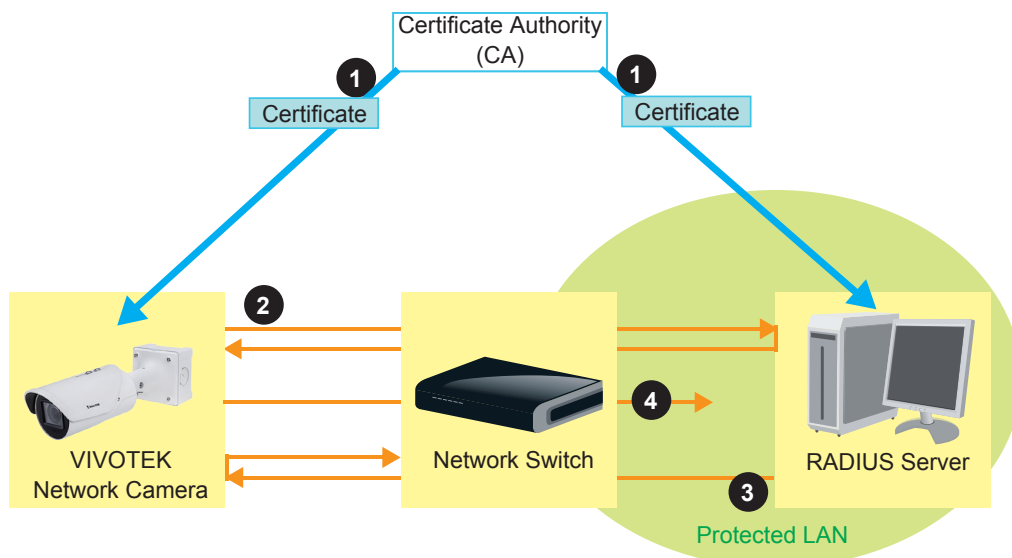 Certificate Authority
(CA)
1
1
Certificate
Certificate
2
4
VIVOTEK
Network Camera
Network Switch
RADIUS Server
3
Protected LAN